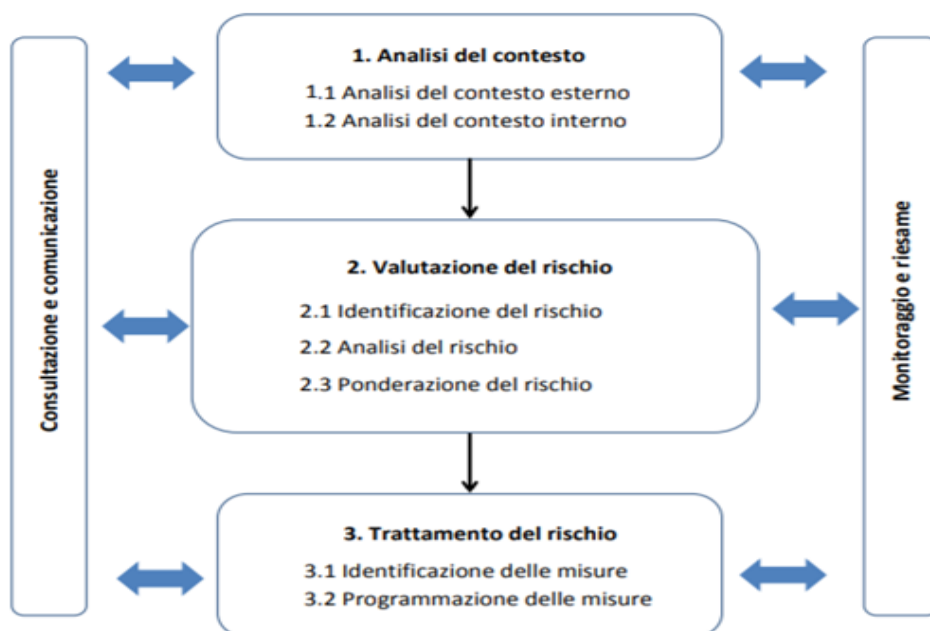 Consultazione e comunicazione
1. Analisi del contesto
1.1 Analisi del contesto esterno
1.2 Analisi del contesto interno
2. Valutazione del rischio
2.1 Identificazione del rischio
2.2 Analisi del rischio
2.3 Ponderazione del rischio
3. Trattamento del rischio
3.1 Identificazione delle misure
3.2 Programmazione delle misure
Monitoraggio e riesame